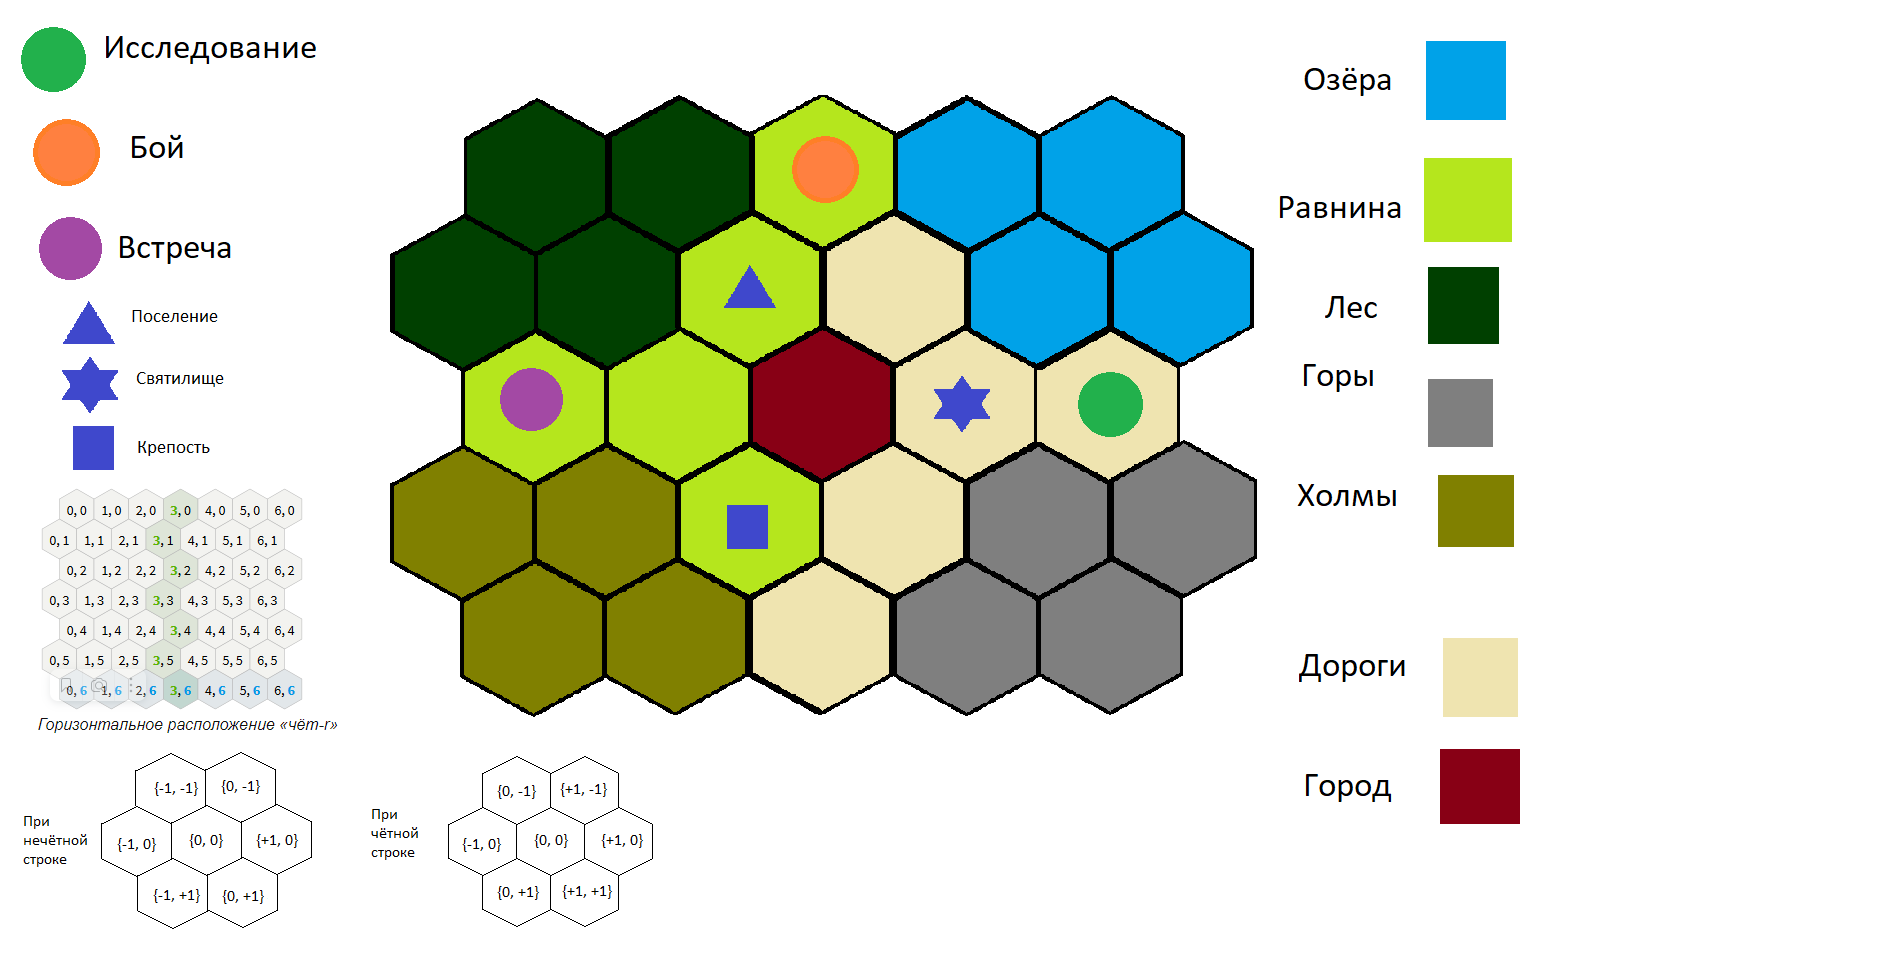 Исследование
Бой
Встреча
Поселение
Святилище
Крепость
0, 0 1, 0 2, 0 3, 0 4, 0 5, 0 6, 0
0, 1 1, 1 2, 1 3, 1 4, 1 5, 1 6, 1
0, 2 1, 2 2, 2 3, 2 4, 2 5, 2 6, 2
0, 3 1, 3 2, 3 3, 3 4, 3 5, 3 6, 3
0, 4 1, 4 2, 4 3, 4 4, 4 5, 4 6, 4
0, 5 1, 5 2, 5 3, 5 4, 5 5, 5 6, 5
0, 6 1, 6 2, 6 3, 6 4, 6 5, 6 6, 6
Горизонтальное расположение «чёт-r»
При
нечётной
строке
{-1, -1} {0, -1}
{-1, 0} {0, 0} {+1, 0}
{-1, +1} {0, +1}
При
чётной
строке
{0, -1} {+1, -1}
{-1, 0} {0, 0} {+1, 0}
{0, +1} {+1, +1}
Озёра
Равнина
Лес
Горы
Холмы
Дороги
Город